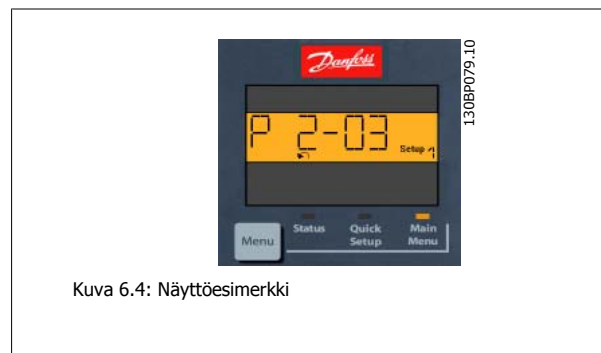 Danfoss
130BP079.10
P 2-03
Setup 1
Menu
Status
Quick Setup
Main Menu
Kuva 6.4: Näyttöesimerkki